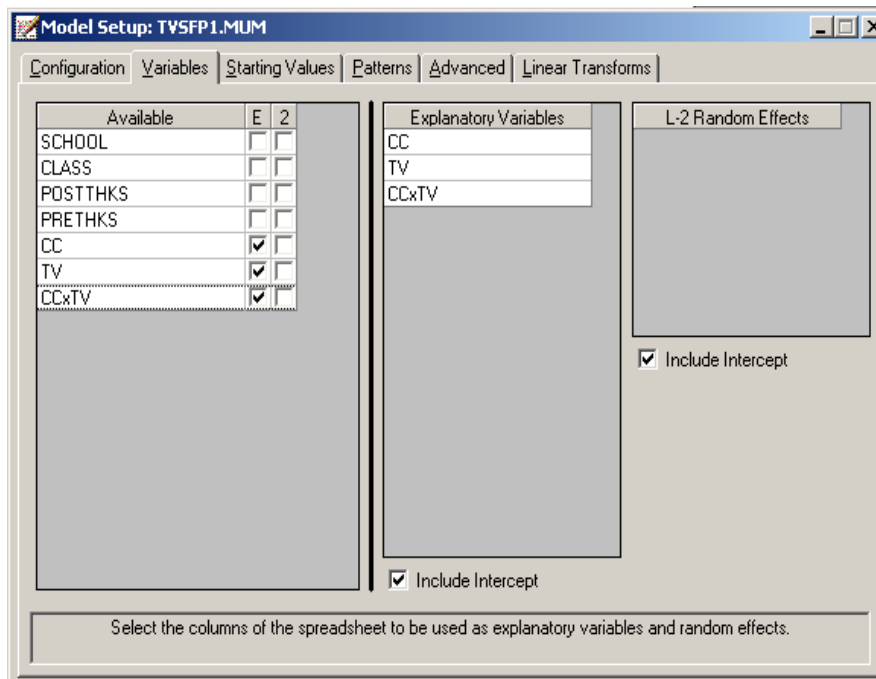 Model Setup: TVSFP1.MUM
Configuration Variables Starting Values Patterns Advanced Linear Transforms
Available E 2
SCHOOL
CLASS
POSTTHKS
PRETHKS
CC
TV
CCxTV
Explanatory Variables
CC
TV
CCxTV
Include Intercept
L-2 Random Effects
Include Intercept
Select the columns of the spreadsheet to be used as explanatory variables and random effects.